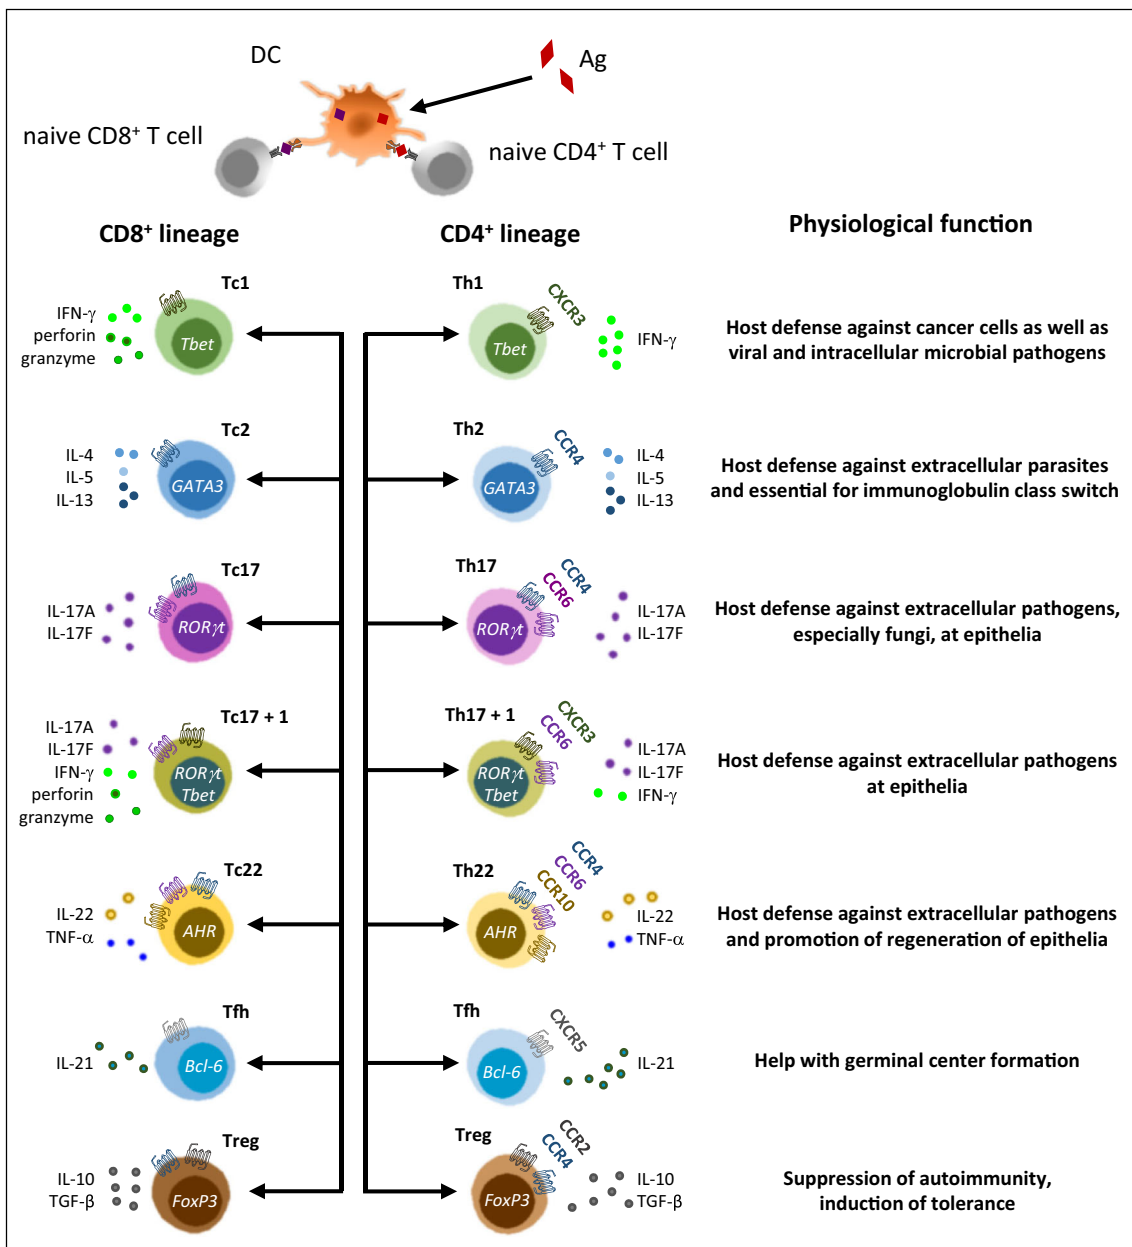 DC
Ag
naive CD8⁺ T cell
naive CD4⁺ T cell
CD8⁺ lineage
CD4⁺ lineage
Physiological function
Tc1
IFN-γ
perforin
granzyme
Tbet
Th1
CXCR3
Tbet
IFN-γ
Host defense against cancer cells as well as
viral and intracellular microbial pathogens
Tc2
IL-4
IL-5
IL-13
GATA3
Th2
CCR4
GATA3
IL-4
IL-5
IL-13
Host defense against extracellular parasites
and essential for immunoglobulin class switch
Tc17
IL-17A
IL-17F
RORγt
Th17
CCR4
CCR6
RORγt
IL-17A
IL-17F
Host defense against extracellular pathogens,
especially fungi, at epithelia
Tc17 + 1
IL-17A
IL-17F
IFN-γ
perforin
granzyme
RORγt
Tbet
Th17 + 1
CXCR3
CCR6
RORγt
Tbet
IL-17A
IL-17F
IFN-γ
Host defense against extracellular pathogens
at epithelia
Tc22
IL-22
TNF-α
AHR
Th22
CCR4
CCR6
CCR10
AHR
IL-22
TNF-α
Host defense against extracellular pathogens
and promotion of regeneration of epithelia
Tfh
IL-21
Bcl-6
Tfh
CXCR5
Bcl-6
IL-21
Help with germinal center formation
Treg
IL-10
TGF-β
FoxP3
Treg
CCR2
CCR4
FoxP3
IL-10
TGF-β
Suppression of autoimmunity,
induction of tolerance